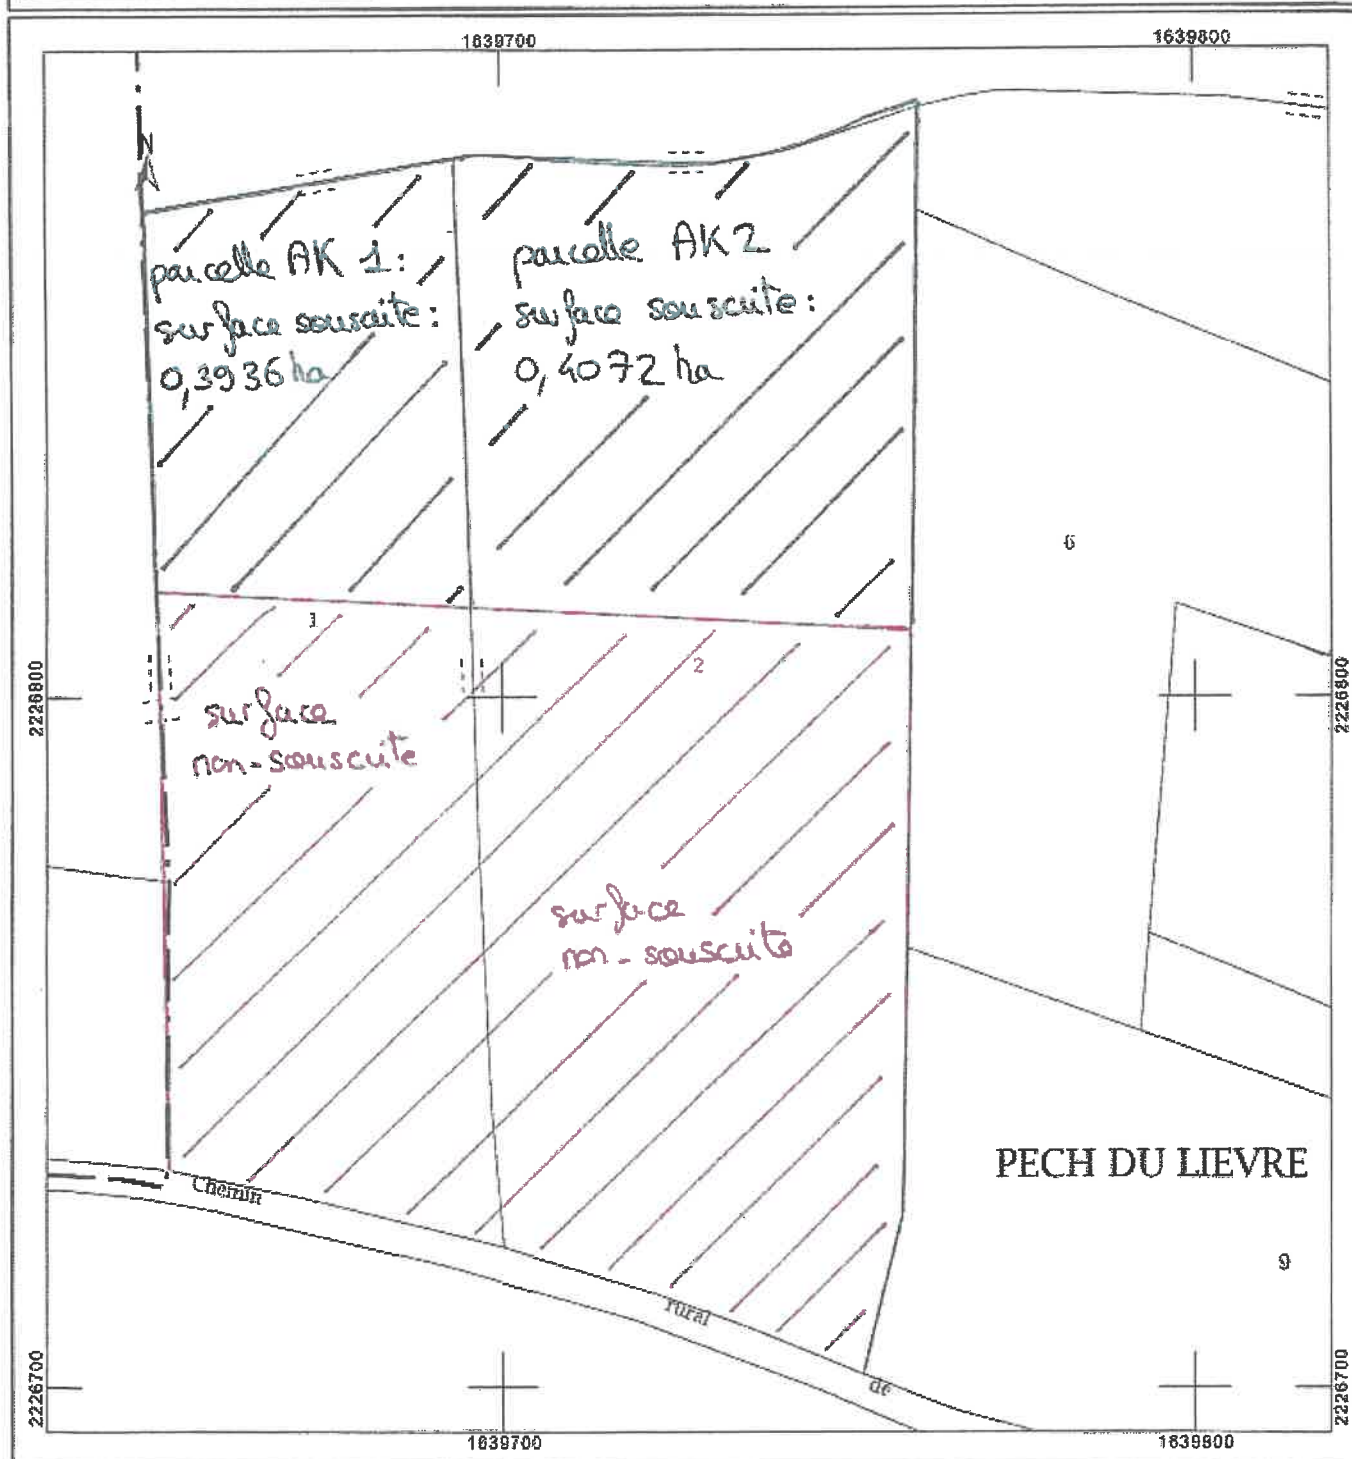 1639700
1639800
N
parcelle AK 1:
surface souscrite:
0,3936 ha
parcelle AK 2
surface souscrite:
0,4072 ha
6
1
2
2226800
2226800
surface
non-souscrite
surface
non-souscrite
PECH DU LIEVRE
Chemin
rural
de
9
2226700
2226700
1639700
1639800